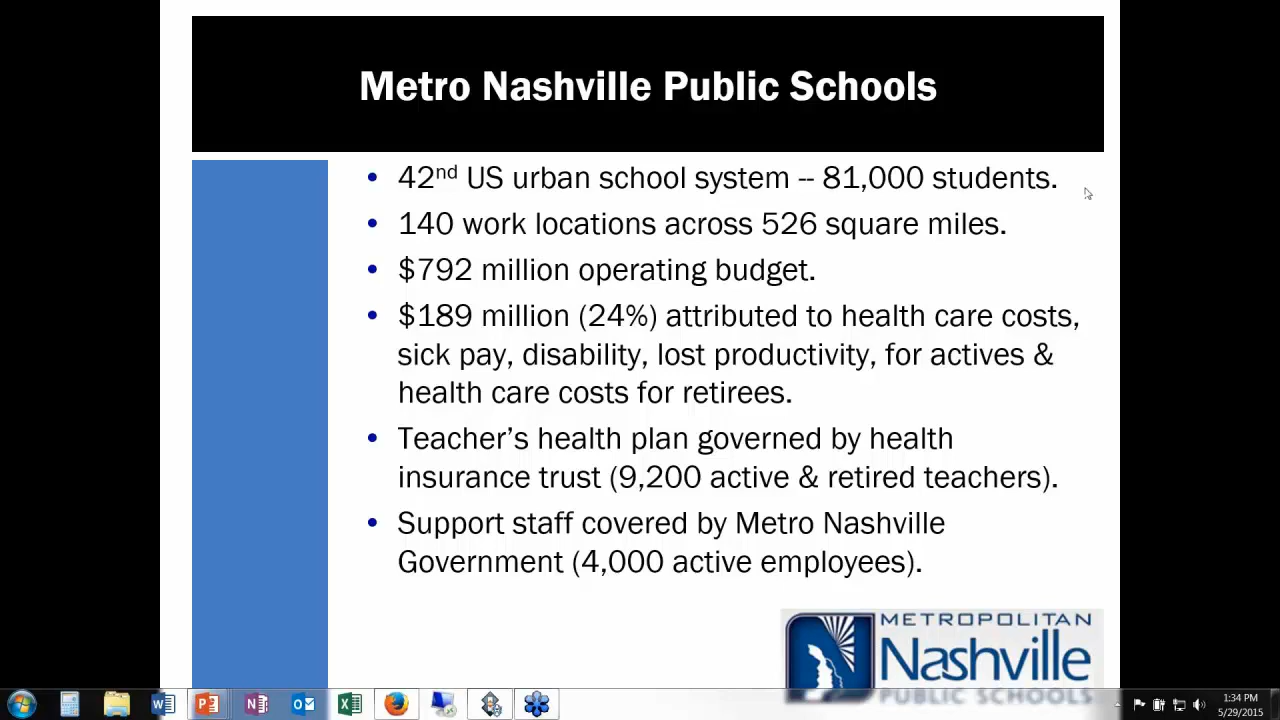 Metro Nashville Public Schools
• 42nd US urban school system -- 81,000 students.
• 140 work locations across 526 square miles.
• $792 million operating budget.
• $189 million (24%) attributed to health care costs,
sick pay, disability, lost productivity, for actives &
health care costs for retirees.
• Teacher’s health plan governed by health
insurance trust (9,200 active & retired teachers).
• Support staff covered by Metro Nashville
Government (4,000 active employees).
METROPOLITAN
Nashville
PUBLIC SCHOOLS
1:34 PM
5/29/2015